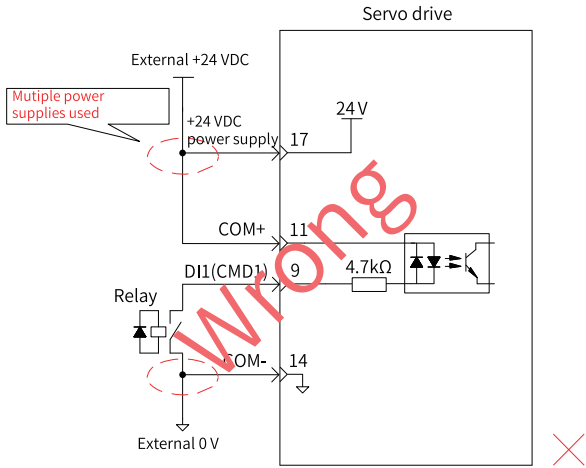 Servo drive
External +24 VDC
Mutiple power
supplies used
+24 VDC
power supply
17
24 V
COM+
11
DI1(CMD1)
9
4.7kΩ
Relay
COM-
14
External 0 V
Wrong